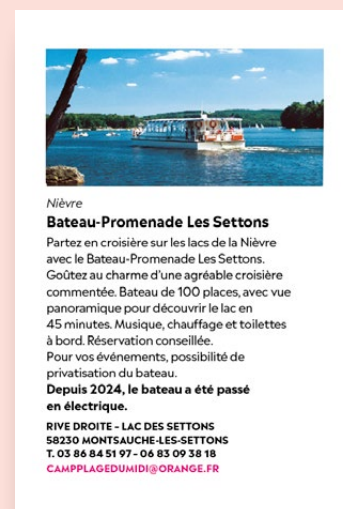 Nièvre
Bateau-Promenade Les Settons
Partez en croisière sur les lacs de la Nièvre
avec le Bateau-Promenade Les Settons.
Goûtez au charme d'une agréable croisière
commentée. Bateau de 100 places, avec vue
panoramique pour découvrir le lac en
45 minutes. Musique, chauffage et toilettes
à bord. Réservation conseillée.
Pour vos événements, possibilité de
privatisation du bateau.
Depuis 2024, le bateau a été passé
en électrique.
RIVE DROITE - LAC DES SETTONS
58230 MONTSAUCHE-LES-SETTONS
T. 03 86 84 51 97 - 06 83 09 38 18
CAMPPLAGEDUMIDI@ORANGE.FR